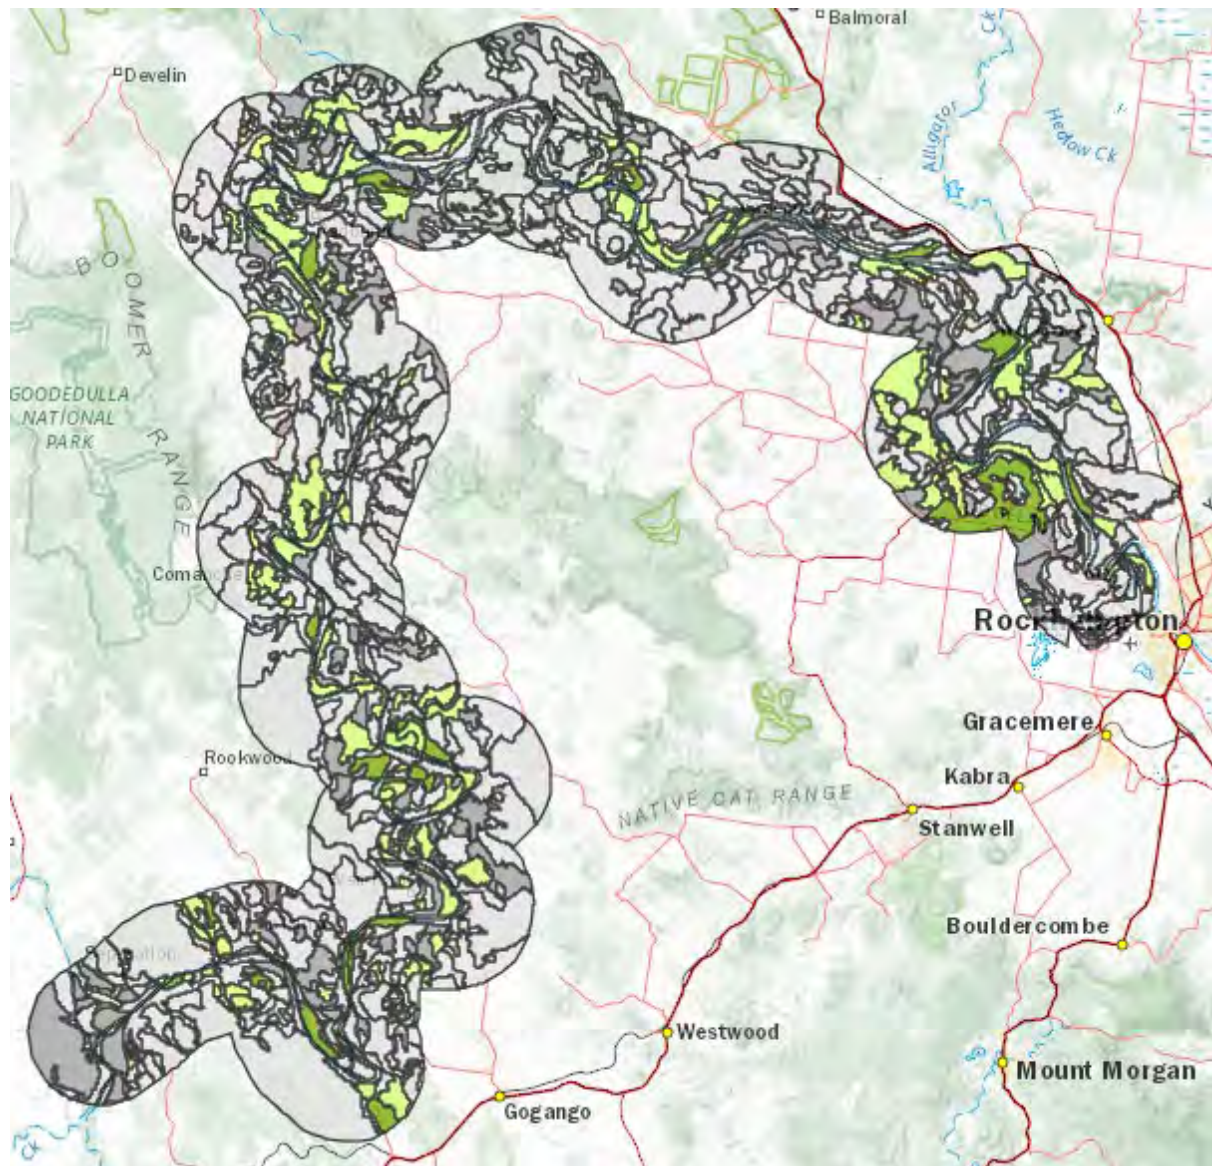 Balmoral
Ck
Develin
Alligator
Hedlow Ck
BOOMER
RANGE
GOODEDULLA
NATIONAL
PARK
Rookwood
NATIVE CAT RANGE
Gracemere
Kabra
Stanwell
Bouldercombe
Westwood
Mount Morgan
Gogango
Ck